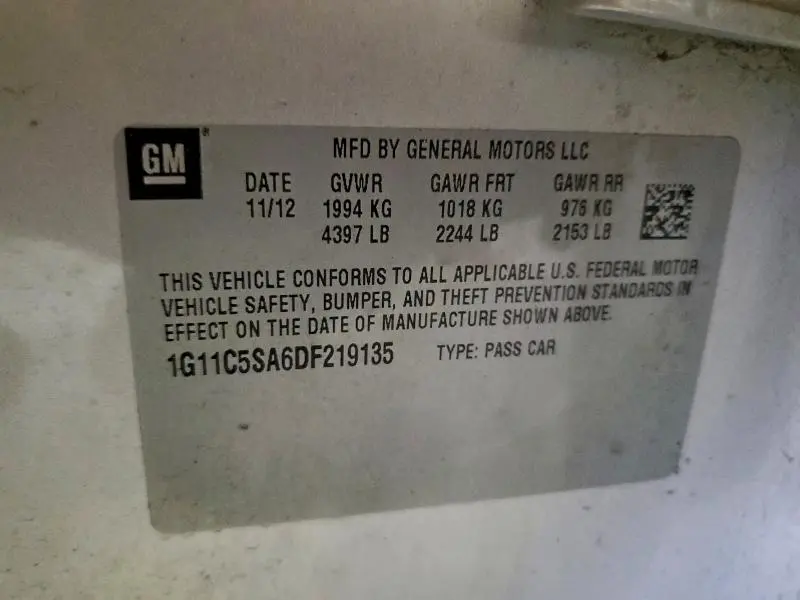 GM ®
MFD BY GENERAL MOTORS LLC
DATE GVWR GAWR FRT GAWR RR
11/12 1994 KG 1018 KG 976 KG
4397 LB 2244 LB 2153 LB
THIS VEHICLE CONFORMS TO ALL APPLICABLE U.S. FEDERAL MOTOR
VEHICLE SAFETY, BUMPER, AND THEFT PREVENTION STANDARDS IN
EFFECT ON THE DATE OF MANUFACTURE SHOWN ABOVE.
1G11C5SA6DF219135 TYPE: PASS CAR